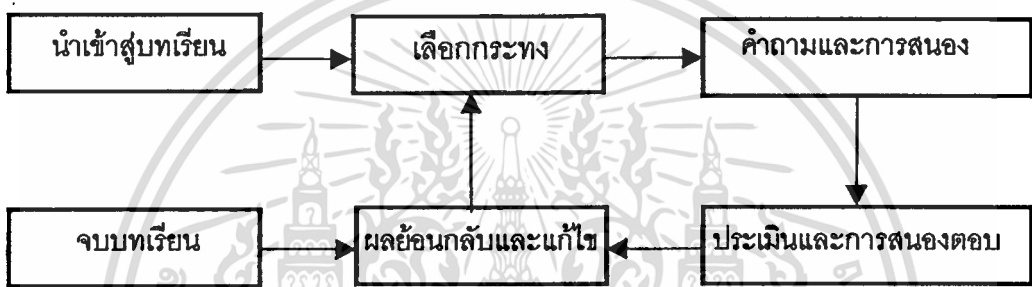 นำเข้าสู่บทเรียน
เลือกกระทง
คำถามและการสนอง
จบบทเรียน
ผลย้อนกลับและแก้ไข
ประเมินและการสนองตอบ